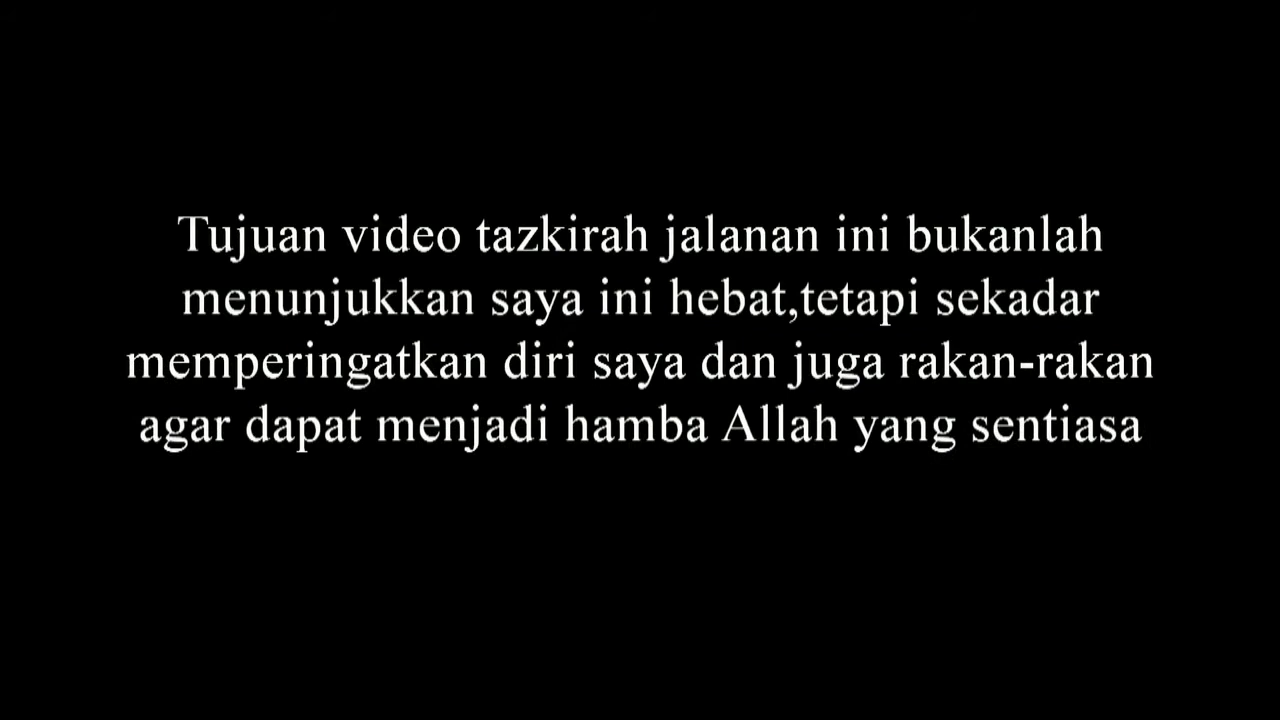 Tujuan video tazkirah jalanan ini bukanlah
menunjukkan saya ini hebat,tetapi sekadar
memperingatkan diri saya dan juga rakan-rakan
agar dapat menjadi hamba Allah yang sentiasa